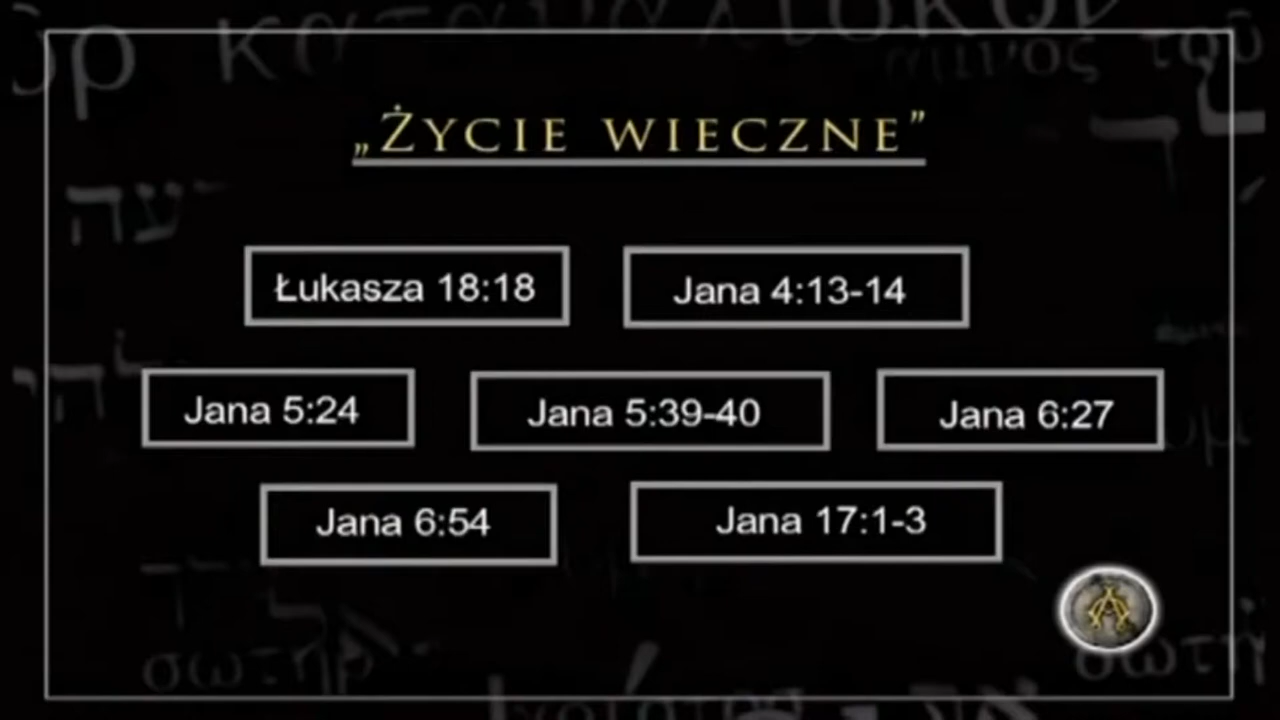 „Życie wieczne”
Łukasza 18:18
Jana 4:13-14
Jana 5:24
Jana 5:39-40
Jana 6:27
Jana 6:54
Jana 17:1-3
σωτήρ